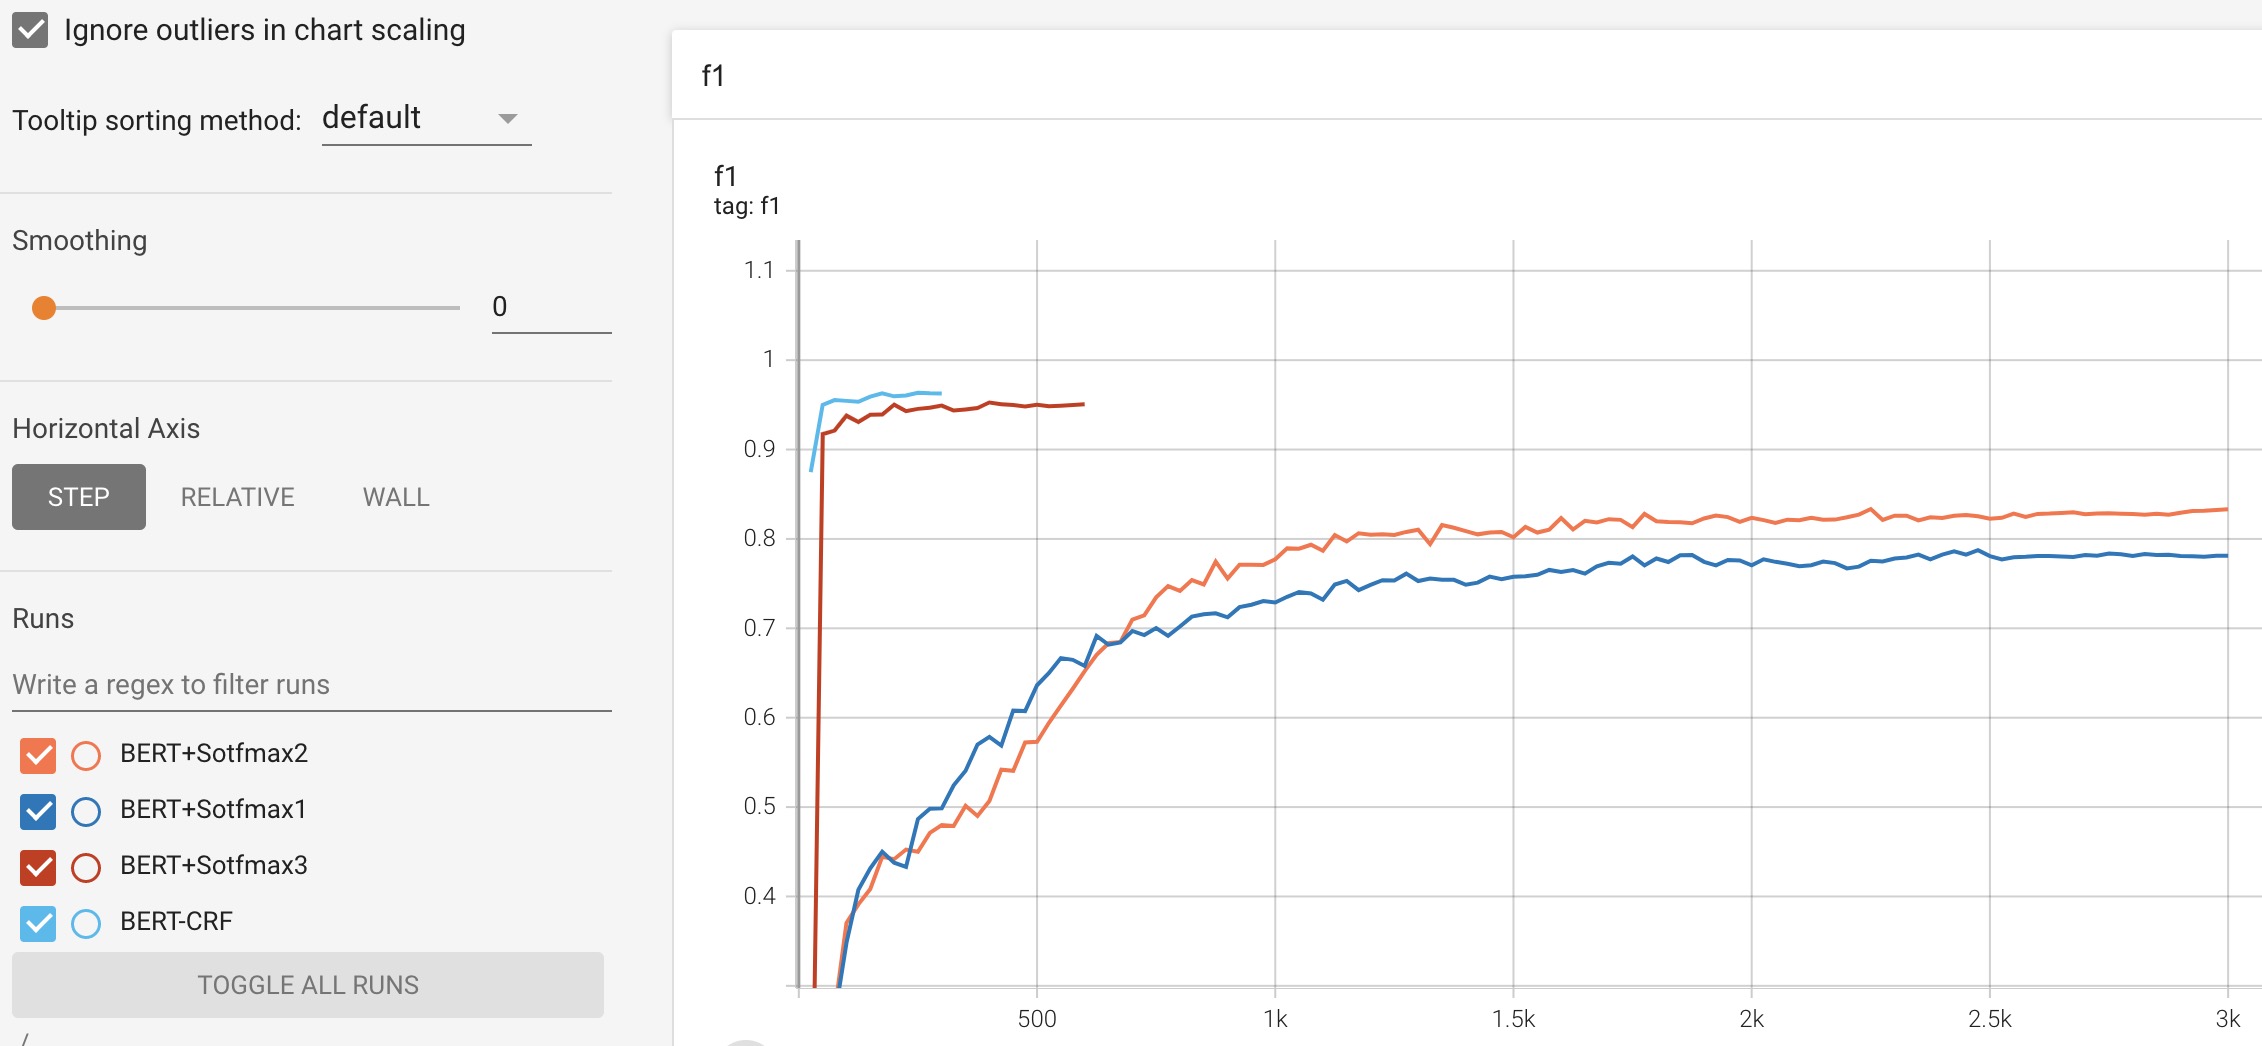 Ignore outliers in chart scaling
Tooltip sorting method: default
Smoothing
0
Horizontal Axis
STEP RELATIVE WALL
Runs
Write a regex to filter runs
BERT+Sotfmax2
BERT+Sotfmax1
BERT+Sotfmax3
BERT-CRF
TOGGLE ALL RUNS
/
f1
f1
tag: f1
1.1
1
0.9
0.8
0.7
0.6
0.5
0.4
500 1k 1.5k 2k 2.5k 3k